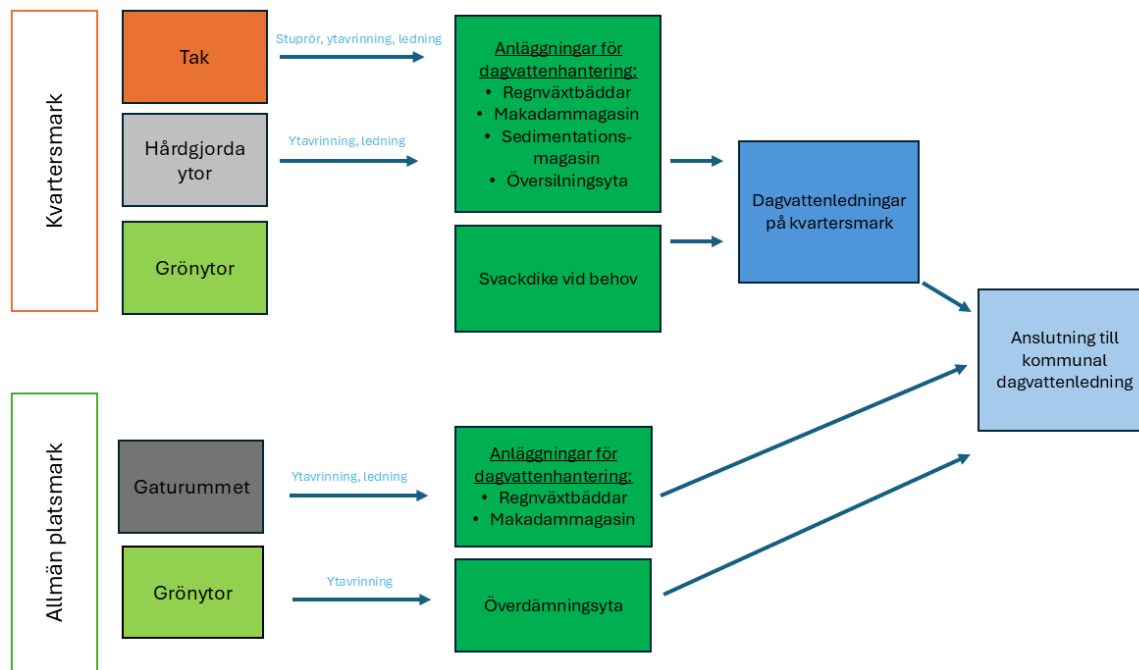 Kvartersmark
Tak
Stuprör, ytavrinning, ledning
Hårdgjorda
ytor
Ytavrinning, ledning
Grönytor
Anläggningar för
dagvattenhantering:
• Regnväxtbäddar
• Makadammagasin
• Sedimentations-
magasin
• Översilningsyta
Svackdike vid behov
Dagvattenledningar
på kvartersmark
Anslutning till
kommunal
dagvattenledning
Allmän platsmark
Gaturummet
Ytavrinning, ledning
Anläggningar för
dagvattenhantering:
• Regnväxtbäddar
• Makadammagasin
Grönytor
Ytavrinning
Överdämningsyta